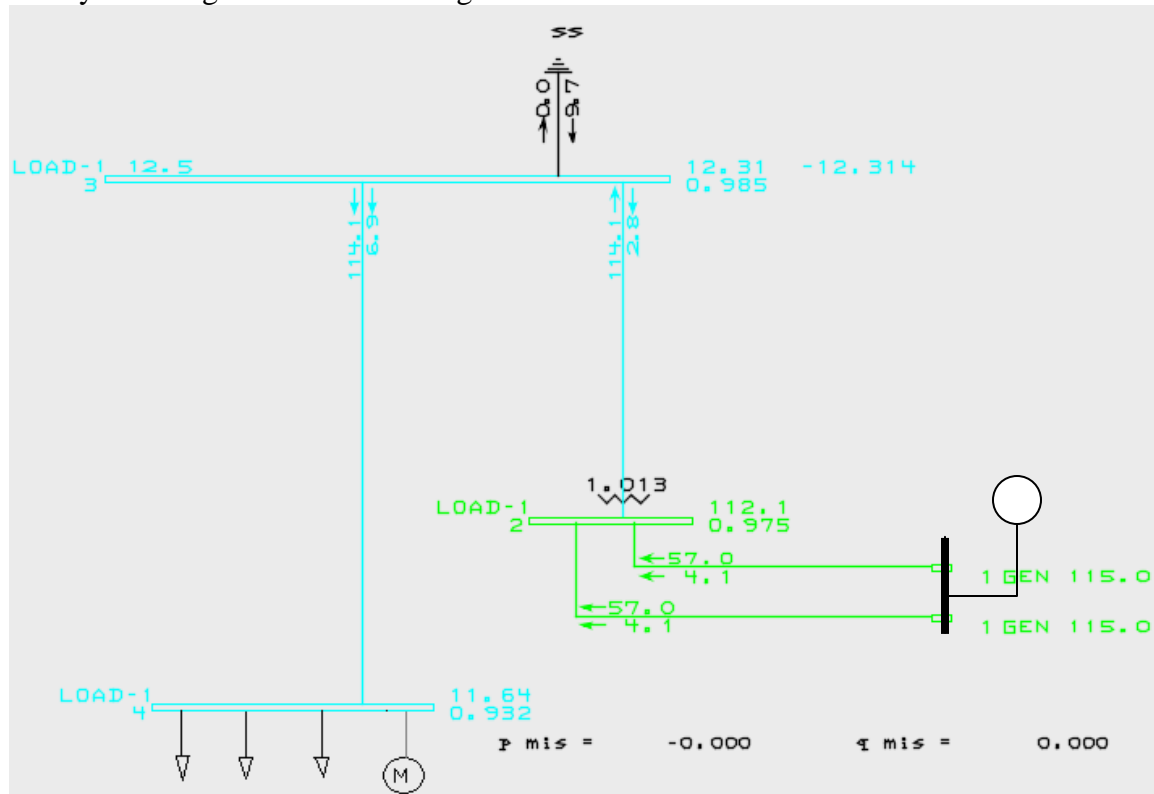 ss
0.0
9.7
LOAD-1 12.5
3
12.31 -12.314
0.985
114.1
6.9
114.1
2.8
1.013
LOAD-1
2
112.1
0.975
57.0
4.1
1 GEN 115.0
57.0
4.1
1 GEN 115.0
LOAD-1
4
11.64
0.932
M
p mis = -0.000 q mis = 0.000